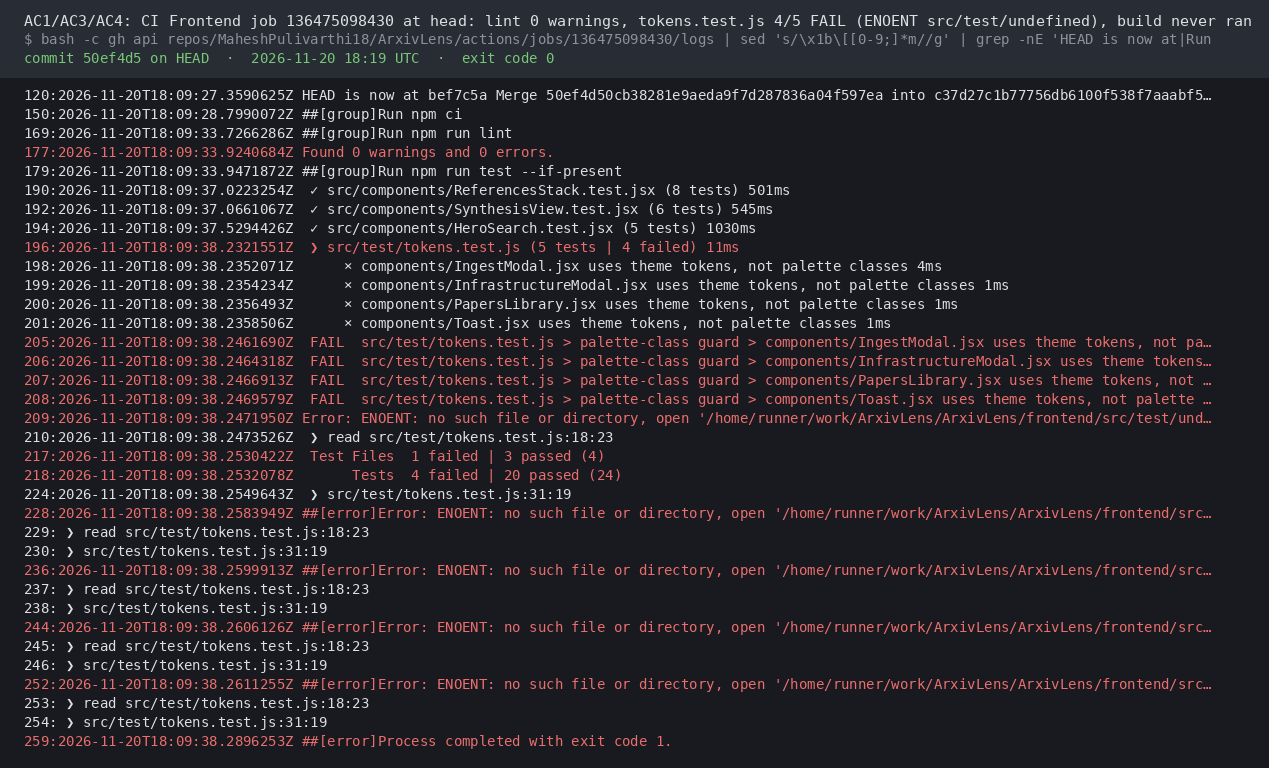 AC1/AC3/AC4: CI Frontend job 136475098430 at head: lint 0 warnings, tokens.test.js 4/5 FAIL (ENOENT src/test/undefined), build never ran
$ bash -c gh api repos/MaheshPulivarthi18/ArxivLens/actions/jobs/136475098430/logs | sed 's/\x1b\[[0-9;]*m//g' | grep -nE 'HEAD is now at|Run
commit 50ef4d5 on HEAD · 2026-11-20 18:19 UTC · exit code 0
120:2026-11-20T18:09:27.3590625Z HEAD is now at bef7c5a Merge 50ef4d50cb38281e9aeda9f7d287836a04f597ea into c37d27c1b77756db6100f538f7aaabf5…
150:2026-11-20T18:09:28.7990072Z ##[group]Run npm ci
169:2026-11-20T18:09:33.7266286Z ##[group]Run npm run lint
177:2026-11-20T18:09:33.9240684Z Found 0 warnings and 0 errors.
179:2026-11-20T18:09:33.9471872Z ##[group]Run npm run test --if-present
190:2026-11-20T18:09:37.0223254Z  ✓ src/components/ReferencesStack.test.jsx (8 tests) 501ms
192:2026-11-20T18:09:37.0661067Z  ✓ src/components/SynthesisView.test.jsx (6 tests) 545ms
194:2026-11-20T18:09:37.5294426Z  ✓ src/components/HeroSearch.test.jsx (5 tests) 1030ms
196:2026-11-20T18:09:38.2321551Z  ❯ src/test/tokens.test.js (5 tests | 4 failed) 11ms
198:2026-11-20T18:09:38.2352071Z      × components/IngestModal.jsx uses theme tokens, not palette classes 4ms
199:2026-11-20T18:09:38.2354234Z      × components/InfrastructureModal.jsx uses theme tokens, not palette classes 1ms
200:2026-11-20T18:09:38.2356493Z      × components/PapersLibrary.jsx uses theme tokens, not palette classes 1ms
201:2026-11-20T18:09:38.2358506Z      × components/Toast.jsx uses theme tokens, not palette classes 1ms
205:2026-11-20T18:09:38.2461690Z  FAIL  src/test/tokens.test.js > palette-class guard > components/IngestModal.jsx uses theme tokens, not pa…
206:2026-11-20T18:09:38.2464318Z  FAIL  src/test/tokens.test.js > palette-class guard > components/InfrastructureModal.jsx uses theme tokens…
207:2026-11-20T18:09:38.2466913Z  FAIL  src/test/tokens.test.js > palette-class guard > components/PapersLibrary.jsx uses theme tokens, not …
208:2026-11-20T18:09:38.2469579Z  FAIL  src/test/tokens.test.js > palette-class guard > components/Toast.jsx uses theme tokens, not palette …
209:2026-11-20T18:09:38.2471950Z Error: ENOENT: no such file or directory, open '/home/runner/work/ArxivLens/ArxivLens/frontend/src/test/und…
210:2026-11-20T18:09:38.2473526Z  ❯ read src/test/tokens.test.js:18:23
217:2026-11-20T18:09:38.2530422Z  Test Files  1 failed | 3 passed (4)
218:2026-11-20T18:09:38.2532078Z       Tests  4 failed | 20 passed (24)
224:2026-11-20T18:09:38.2549643Z  ❯ src/test/tokens.test.js:31:19
228:2026-11-20T18:09:38.2583949Z ##[error]Error: ENOENT: no such file or directory, open '/home/runner/work/ArxivLens/ArxivLens/frontend/src…
229: ❯ read src/test/tokens.test.js:18:23
230: ❯ src/test/tokens.test.js:31:19
236:2026-11-20T18:09:38.2599913Z ##[error]Error: ENOENT: no such file or directory, open '/home/runner/work/ArxivLens/ArxivLens/frontend/src…
237: ❯ read src/test/tokens.test.js:18:23
238: ❯ src/test/tokens.test.js:31:19
244:2026-11-20T18:09:38.2606126Z ##[error]Error: ENOENT: no such file or directory, open '/home/runner/work/ArxivLens/ArxivLens/frontend/src…
245: ❯ read src/test/tokens.test.js:18:23
246: ❯ src/test/tokens.test.js:31:19
252:2026-11-20T18:09:38.2611255Z ##[error]Error: ENOENT: no such file or directory, open '/home/runner/work/ArxivLens/ArxivLens/frontend/src…
253: ❯ read src/test/tokens.test.js:18:23
254: ❯ src/test/tokens.test.js:31:19
259:2026-11-20T18:09:38.2896253Z ##[error]Process completed with exit code 1.